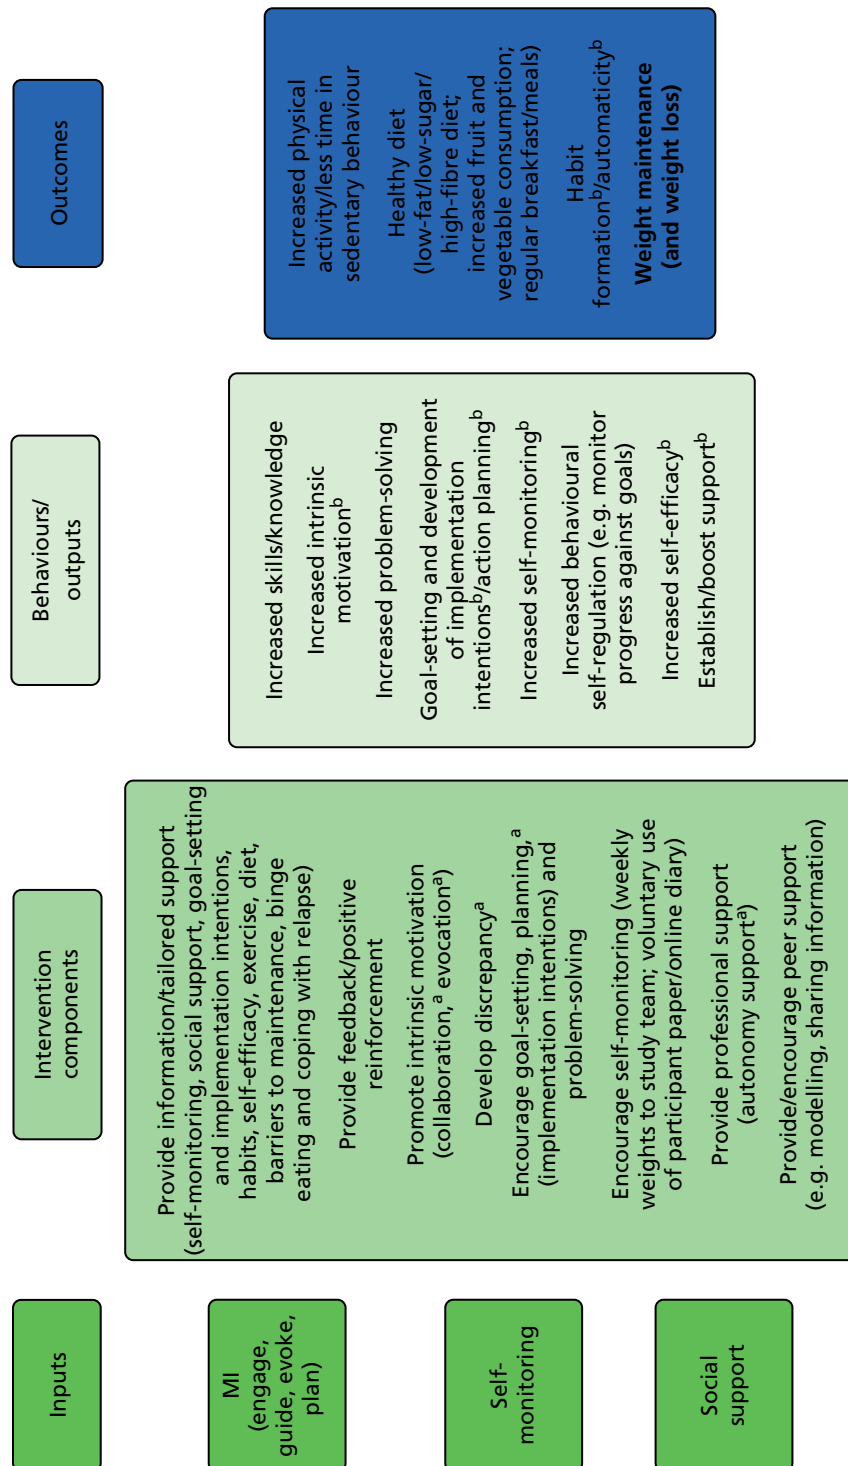 Inputs
MI
(engage,
guide, evoke,
plan)
Self-
monitoring
Social
support
Intervention
components
Provide information/tailored support
(self-monitoring, social support, goal-setting
and implementation intentions,
habits, self-efficacy, exercise, diet,
barriers to maintenance, binge
eating and coping with relapse)
Provide feedback/positive
reinforcement
Promote intrinsic motivation
(collaboration,ᵃ evocationᵃ)
Develop discrepancyᵃ
Encourage goal-setting, planning,ᵃ
(implementation intentions) and
problem-solving
Encourage self-monitoring (weekly
weights to study team; voluntary use
of participant paper/online diary)
Provide professional support
(autonomy supportᵃ)
Provide/encourage peer support
(e.g. modelling, sharing information)
Behaviours/
outputs
Increased skills/knowledge
Increased intrinsic
motivationᵇ
Increased problem-solving
Goal-setting and development
of implementation
intentionsᵇ/action planningᵇ
Increased self-monitoringᵇ
Increased behavioural
self-regulation (e.g. monitor
progress against goals)
Increased self-efficacyᵇ
Establish/boost supportᵇ
Outcomes
Increased physical
activity/less time in
sedentary behaviour
Healthy diet
(low-fat/low-sugar/
high-fibre diet;
increased fruit and
vegetable consumption;
regular breakfast/meals)
Habit
formationᵇ/automaticityᵇ
Weight maintenance
(and weight loss)